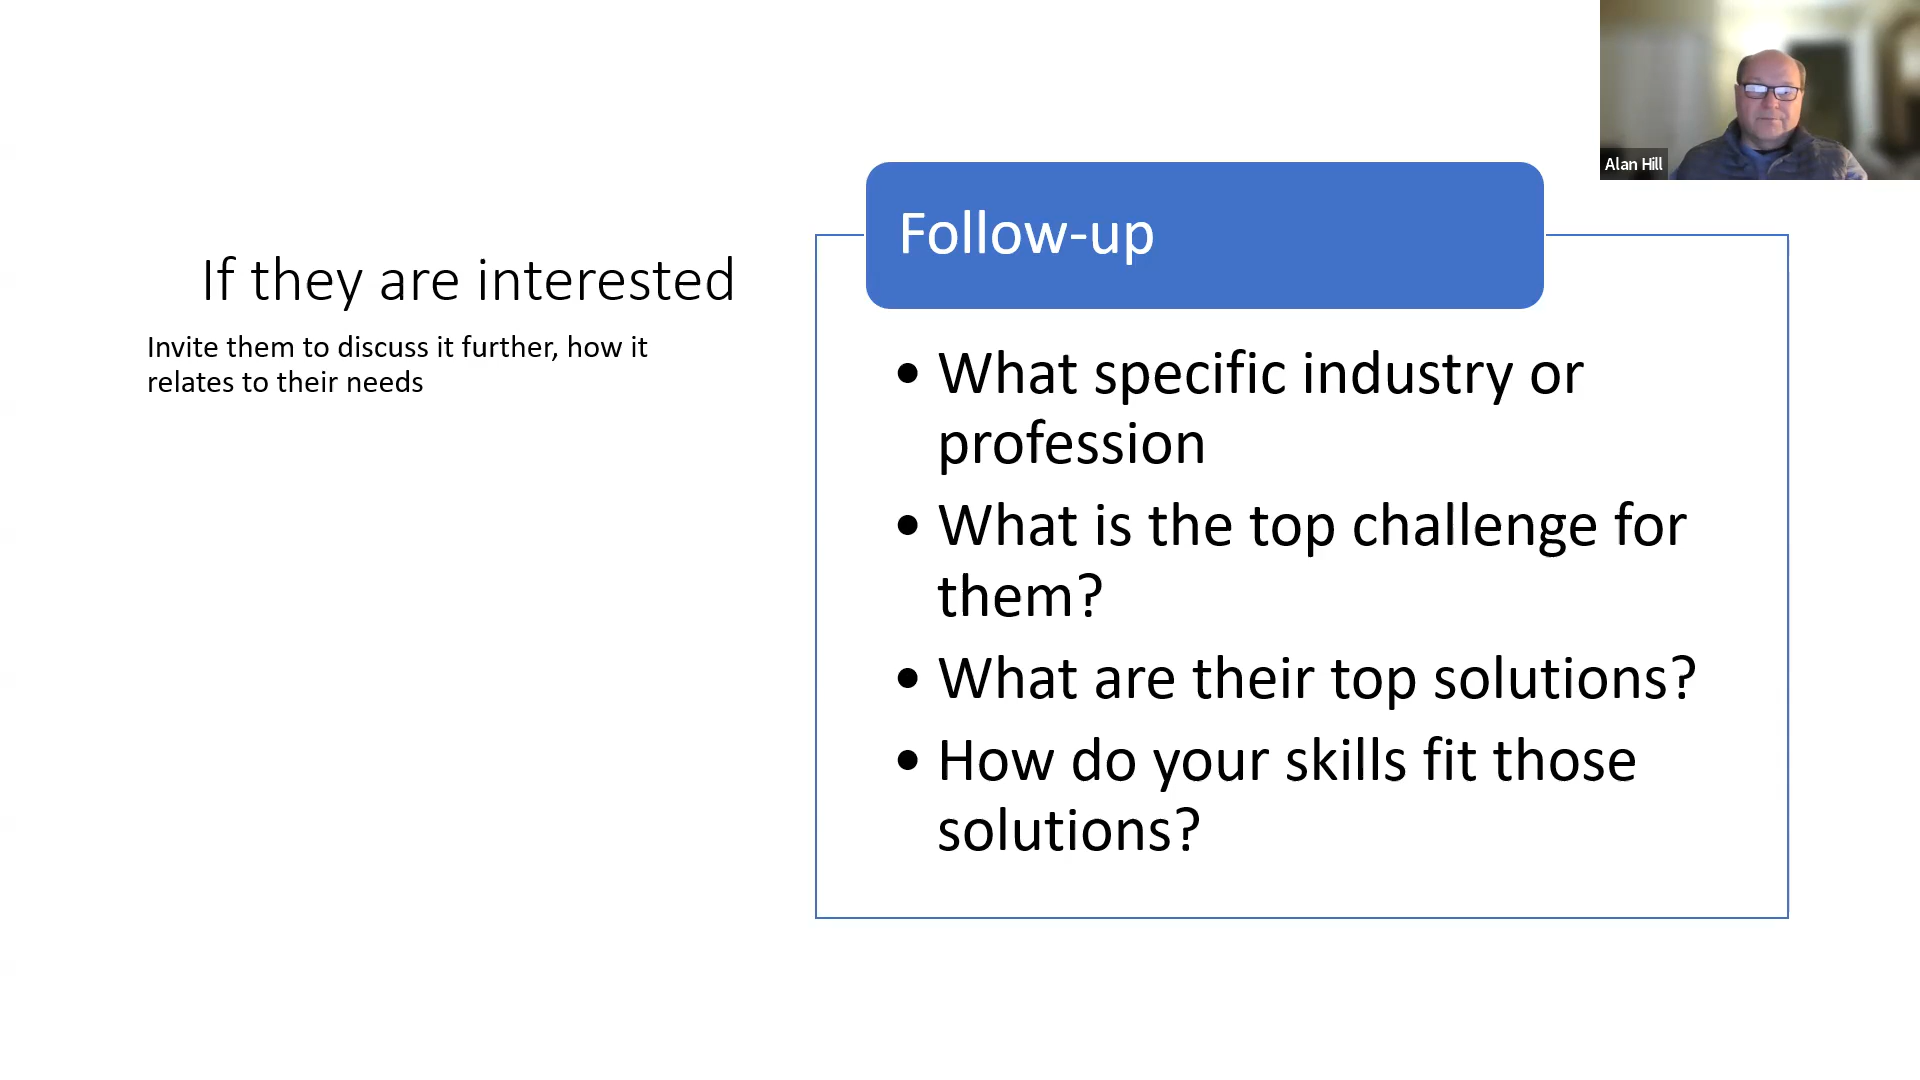 Alan Hill
If they are interested
Invite them to discuss it further, how it
relates to their needs
Follow-up
• What specific industry or
profession
• What is the top challenge for
them?
• What are their top solutions?
• How do your skills fit those
solutions?